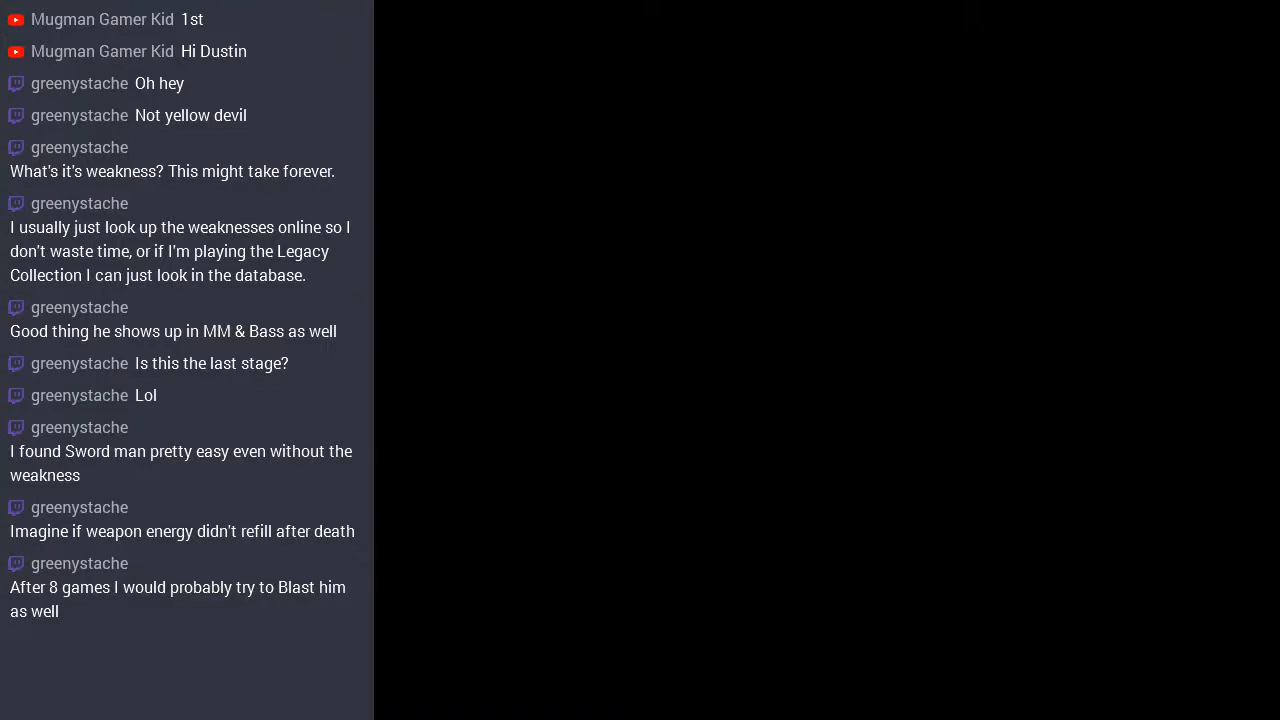 Mugman Gamer Kid 1st
Mugman Gamer Kid Hi Dustin
greenystache Oh hey
greenystache Not yellow devil
greenystache
What's it's weakness? This might take forever.
greenystache
I usually just look up the weaknesses online so I
don't waste time, or if I'm playing the Legacy
Collection I can just look in the database.
greenystache
Good thing he shows up in MM & Bass as well
greenystache Is this the last stage?
greenystache Lol
greenystache
I found Sword man pretty easy even without the
weakness
greenystache
Imagine if weapon energy didn't refill after death
greenystache
After 8 games I would probably try to Blast him
as well